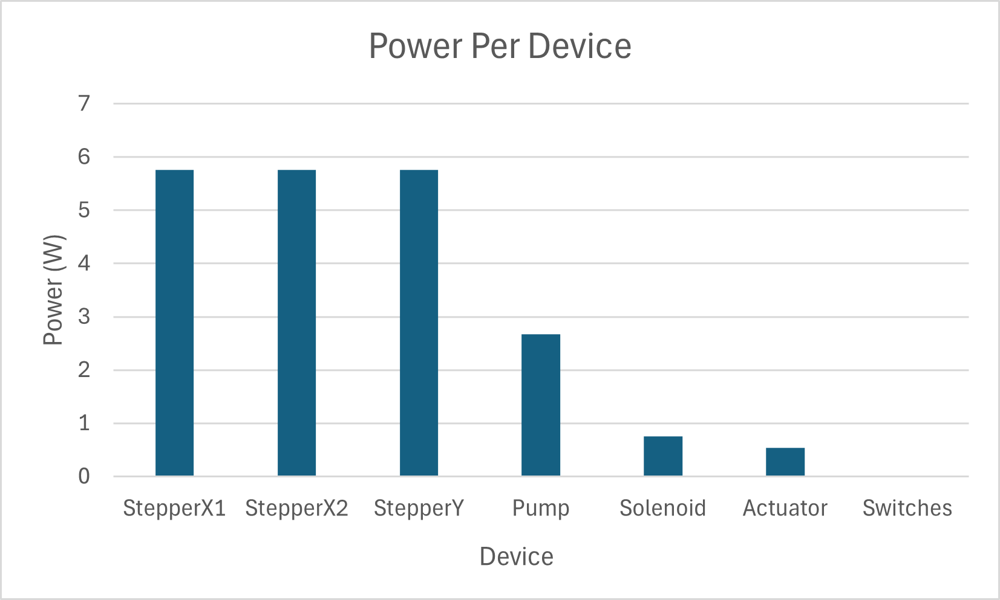 Power Per Device
7
6
5
4
3
2
1
0
Power (W)
StepperX1 StepperX2 StepperY Pump Solenoid Actuator Switches
Device